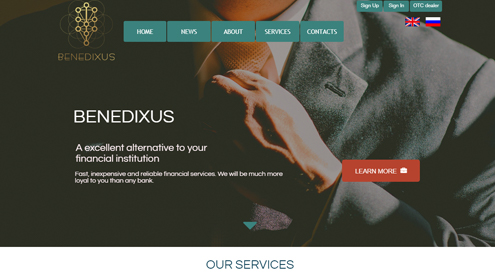 Sign Up Sign In OTC dealer
BENEDIXUS
HOME NEWS ABOUT SERVICES CONTACTS
BENEDIXUS
A excellent alternative to your
financial institution
Fast, inexpensive and reliable financial services. We will be much more
loyal to you than any bank.
LEARN MORE
OUR SERVICES